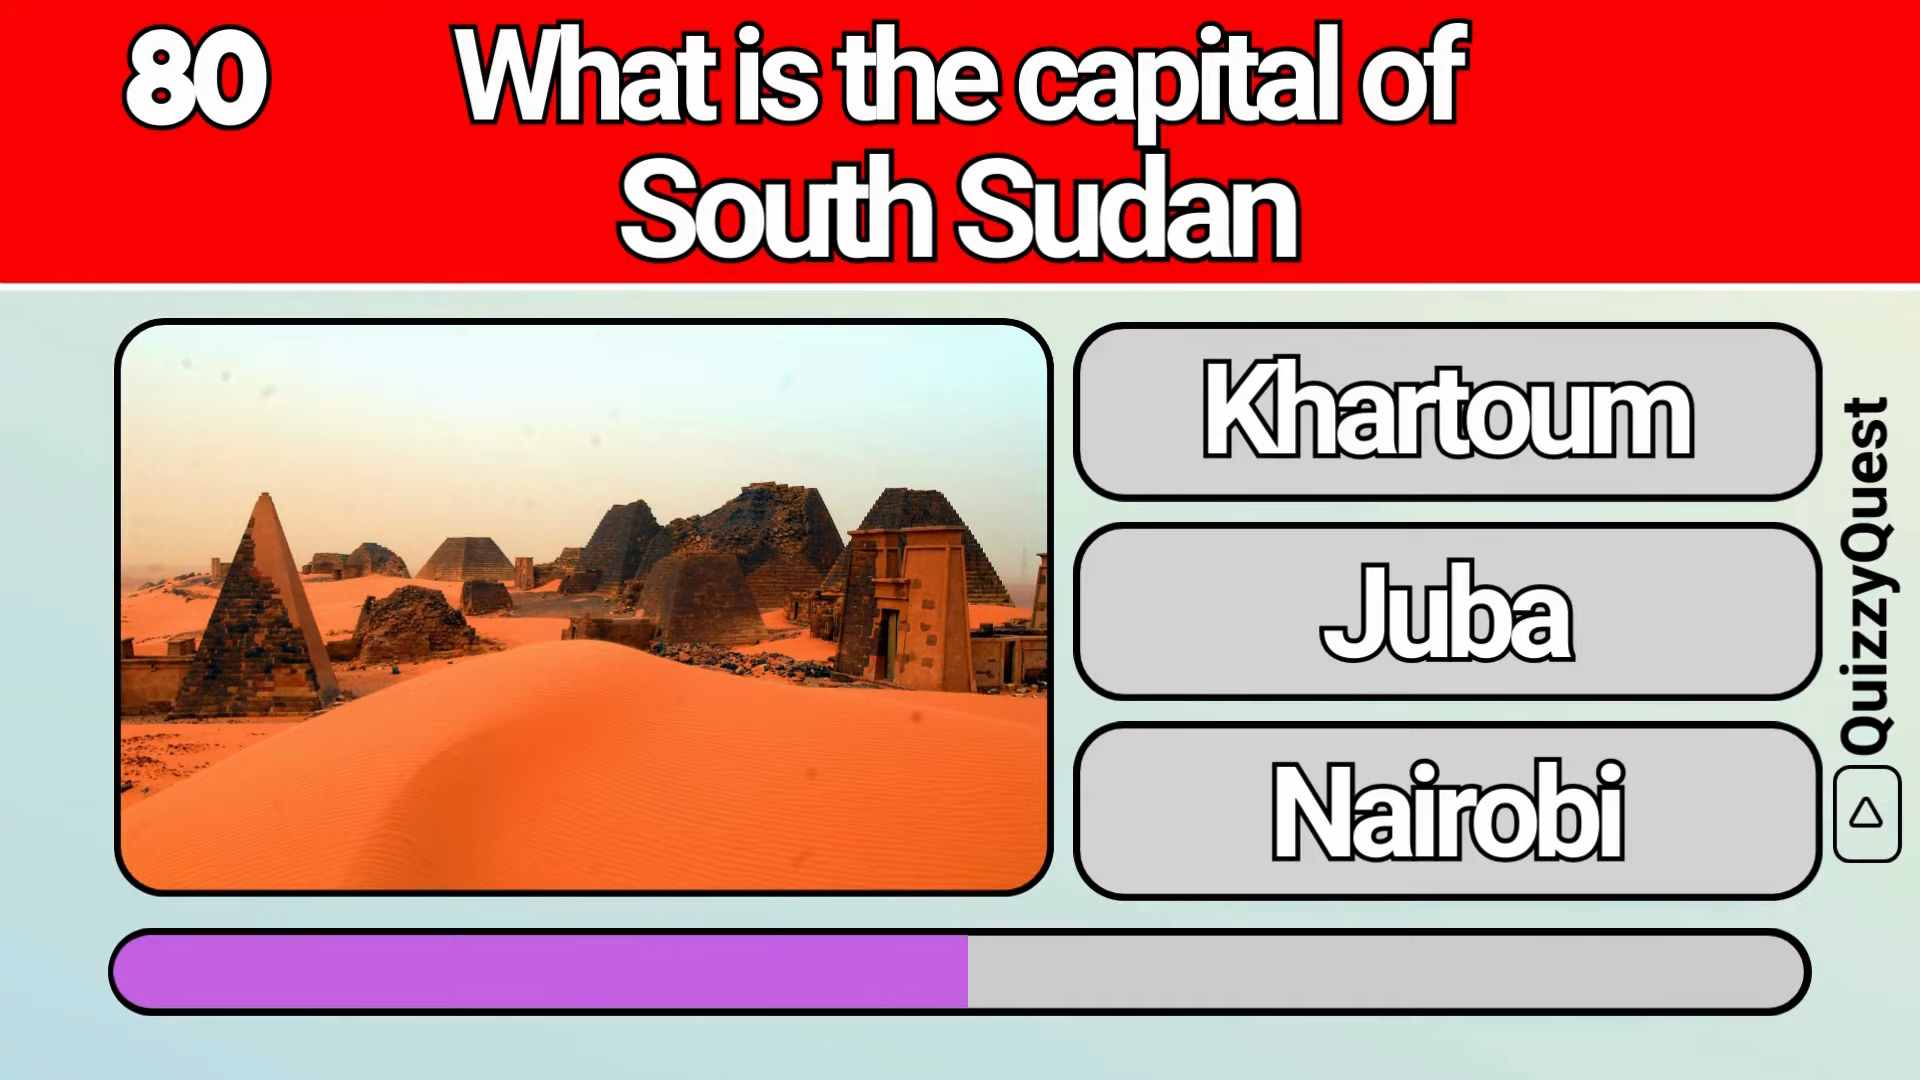 80
What is the capital of
South Sudan
Khartoum
Juba
Nairobi
QuizzyQuest